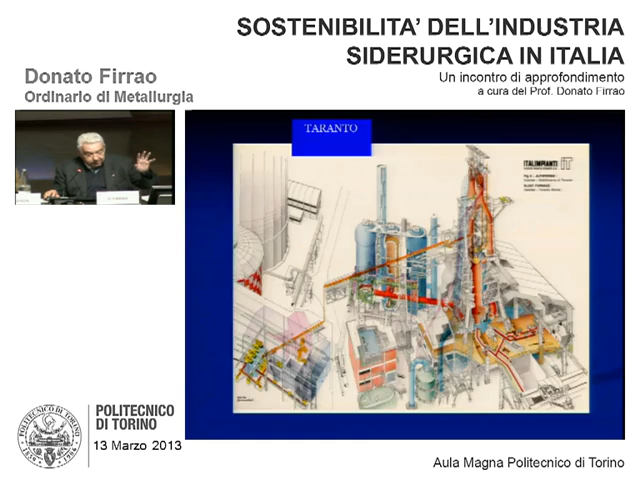 SOSTENIBILITA’ DELL’INDUSTRIA
SIDERURGICA IN ITALIA
Un incontro di approfondimento
a cura del Prof. Donato Firrao
Donato Firrao
Ordinario di Metallurgia
TARANTO
ITALIMPIANTI
POLITECNICO
DI TORINO
13 Marzo 2013
Aula Magna Politecnico di Torino